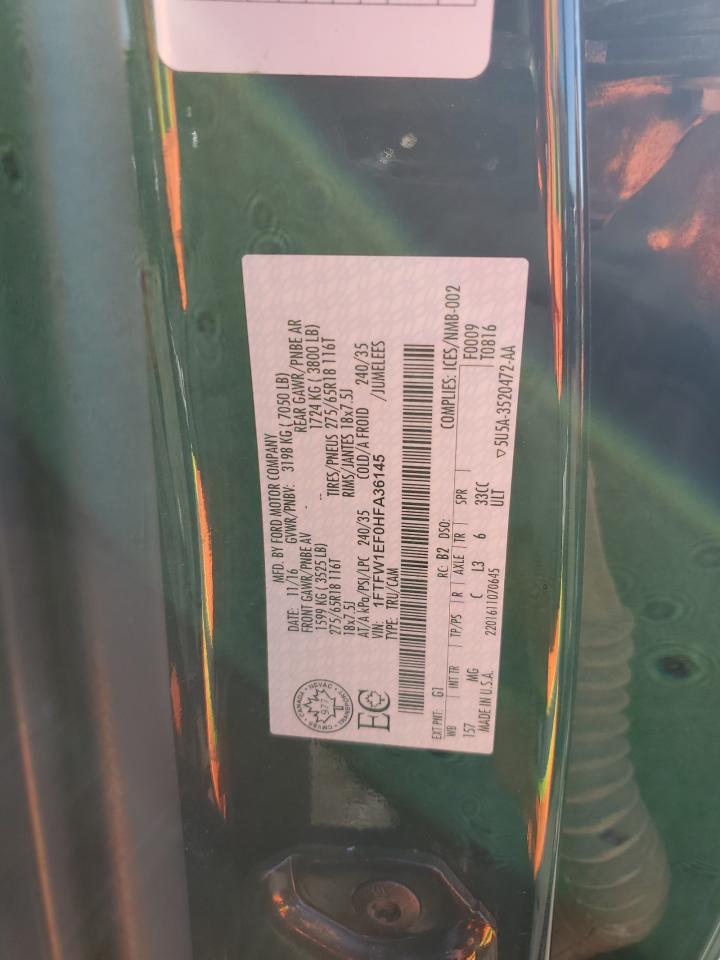 MFD. BY FORD MOTOR COMPANY
DATE: 11/16 GVWR/PNBV: 3198 KG ( 7050 LB)
FRONT GAWR/PNBE AV REAR GAWR/PNBE AR
1599 KG ( 3525 LB) 1724 KG ( 3800 LB)
275/65R18 116T TIRES/PNEUS 275/65R18 116T
18x7.5J RIMS/JANTES 18x7.5J
AT/A kPa/PSI/LPC 240/35 COLD/A FROID 240/35
VIN: 1FTFW1EF0HFA36145 /JUMELEES
TYPE: TRU/CAM
EC
EXT PNT: G1 RC: B2 DSO: COMPLIES: ICES/NMB-002
WB INT TR TP/PS R AXLE TR SPR F0009
157 MG C L3 6 33CC T0816
MADE IN U.S.A. 2201611070645 ULT ▽5U5A-3520472-AA